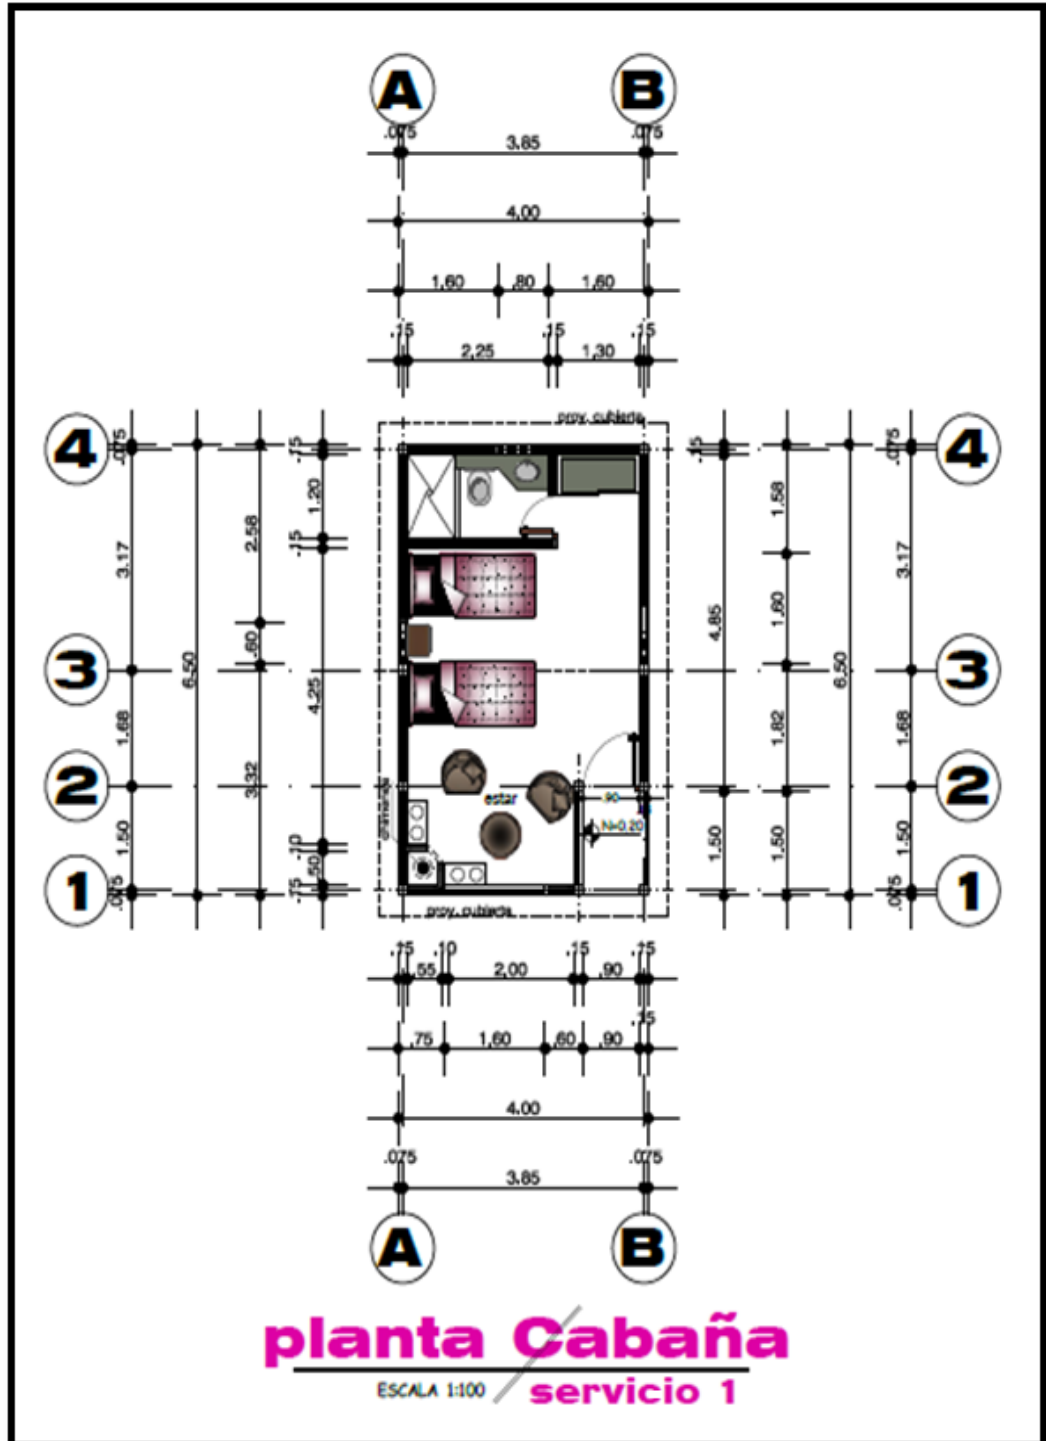 A B
.075 3,85 .075
4,00
1,60 ,80 1,60
,15 ,15 ,15
2,25 1,30
proy. cubierta
4 4
.075 .15 .15 .075
3.17 2.58 1.20 1.58 3.17
.15
1.60
4.85
3 .60 3
6.50 4.25 6.50
1.68 1.82 1.68
2 3.32 2
estar .90
N=0.20
1.50 .10 1.50 1.50 1.50
.50
1 1
.075 .15 .075
proy. cubierta
,15 ,10 ,15 ,15
,55 2,00 ,90
,15
,75 1,60 ,60 ,90
4.00
.075 .075
3.85
A B
planta Cabaña
ESCALA 1:100 servicio 1